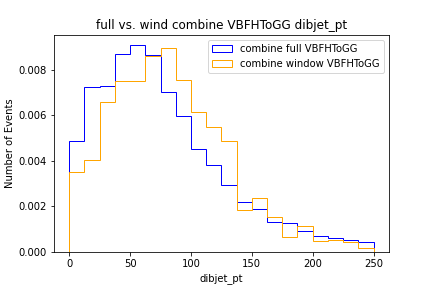 full vs. wind combine VBFHToGG dibjet_pt
combine full VBFHToGG
combine window VBFHToGG
Number of Events
0.008
0.006
0.004
0.002
0.000
0
50
100
150
200
250
dibjet_pt